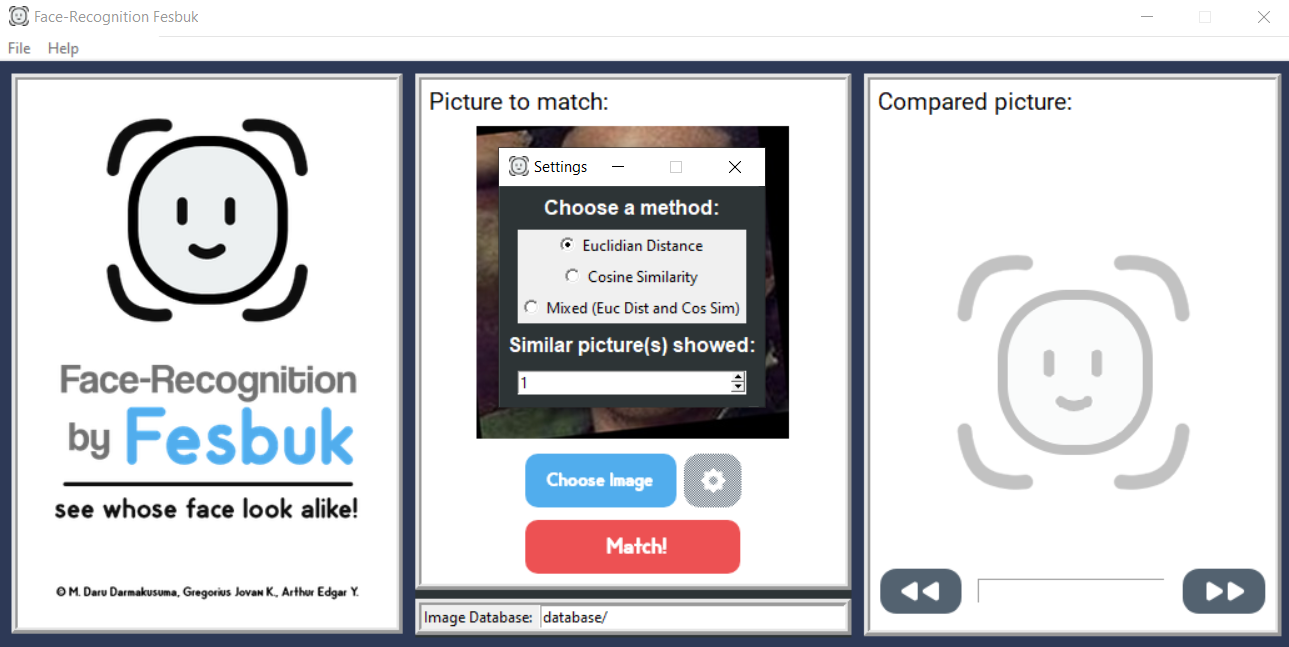 Face-Recognition Fesbuk
File Help
Face-Recognition
by Fesbuk
see whose face look alike!
© M. Daru Darmakusuma, Gregorius Jovan K., Arthur Edgar Y.
Picture to match:
Settings
Choose a method:
Euclidian Distance
Cosine Similarity
Mixed (Euc Dist and Cos Sim)
Similar picture(s) showed:
1
Choose Image
Match!
Image Database: database/
Compared picture: